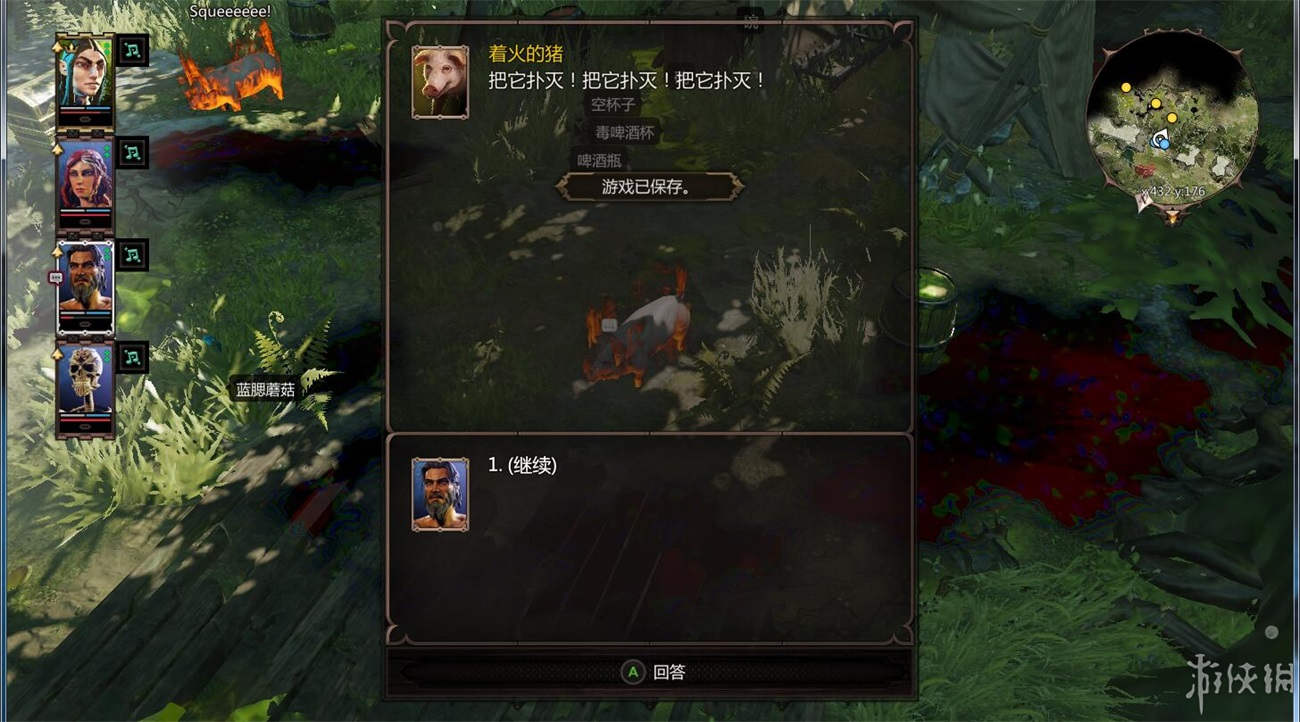 Squeeeeee!
碗
着火的猪
把它扑灭！把它扑灭！把它扑灭！
空杯子
毒啤酒杯
啤酒瓶
游戏已保存。
x:432 y:176
蓝腮蘑菇
1. (继续)
A 回答
游侠网